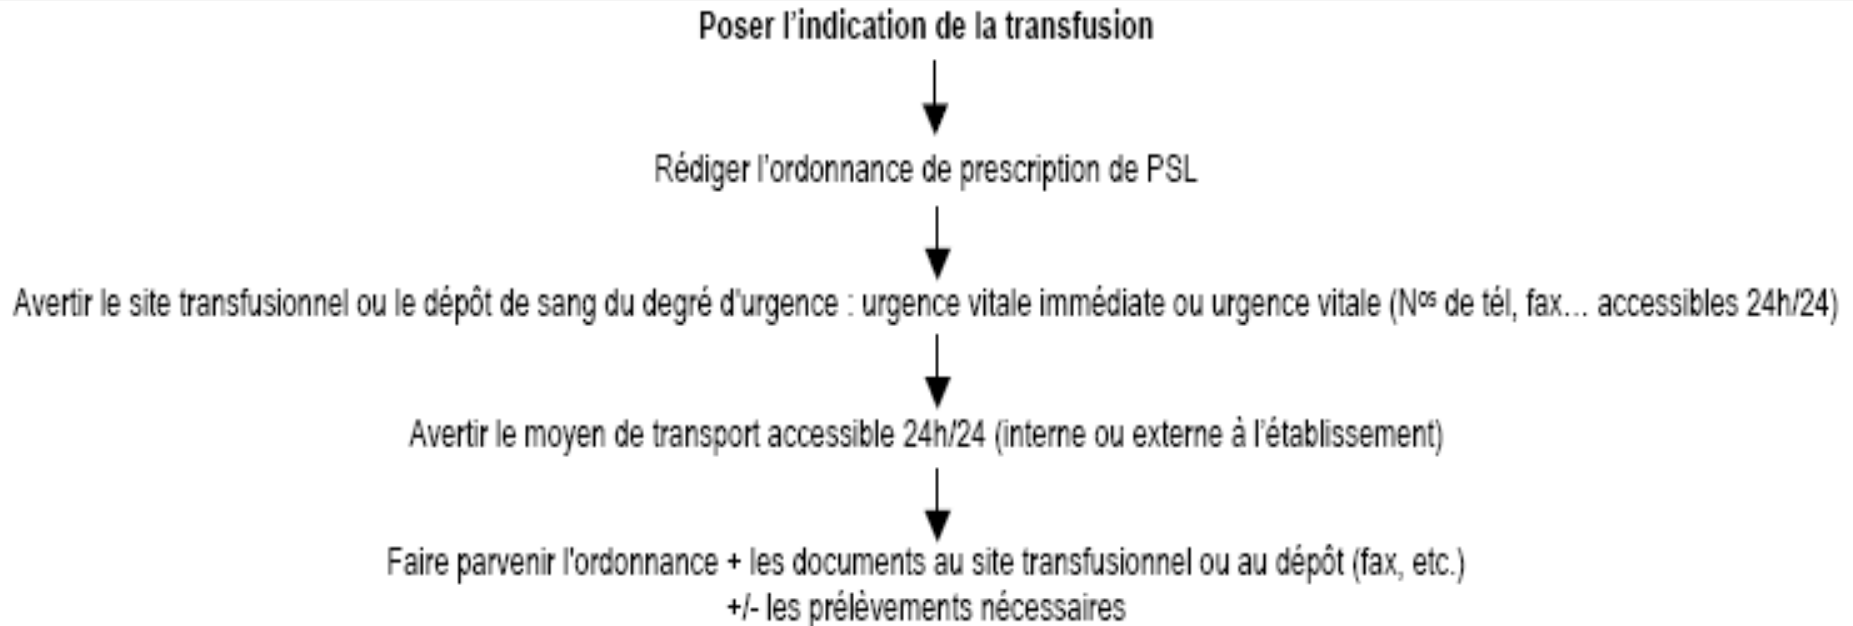 Poser l'indication de la transfusion
Rédiger l'ordonnance de prescription de PSL
Avertir le site transfusionnel ou le dépôt de sang du degré d'urgence : urgence vitale immédiate ou urgence vitale (Nᵒˢ de tél, fax… accessibles 24h/24)
Avertir le moyen de transport accessible 24h/24 (interne ou externe à l'établissement)
Faire parvenir l'ordonnance + les documents au site transfusionnel ou au dépôt (fax, etc.)
+/- les prélèvements nécessaires